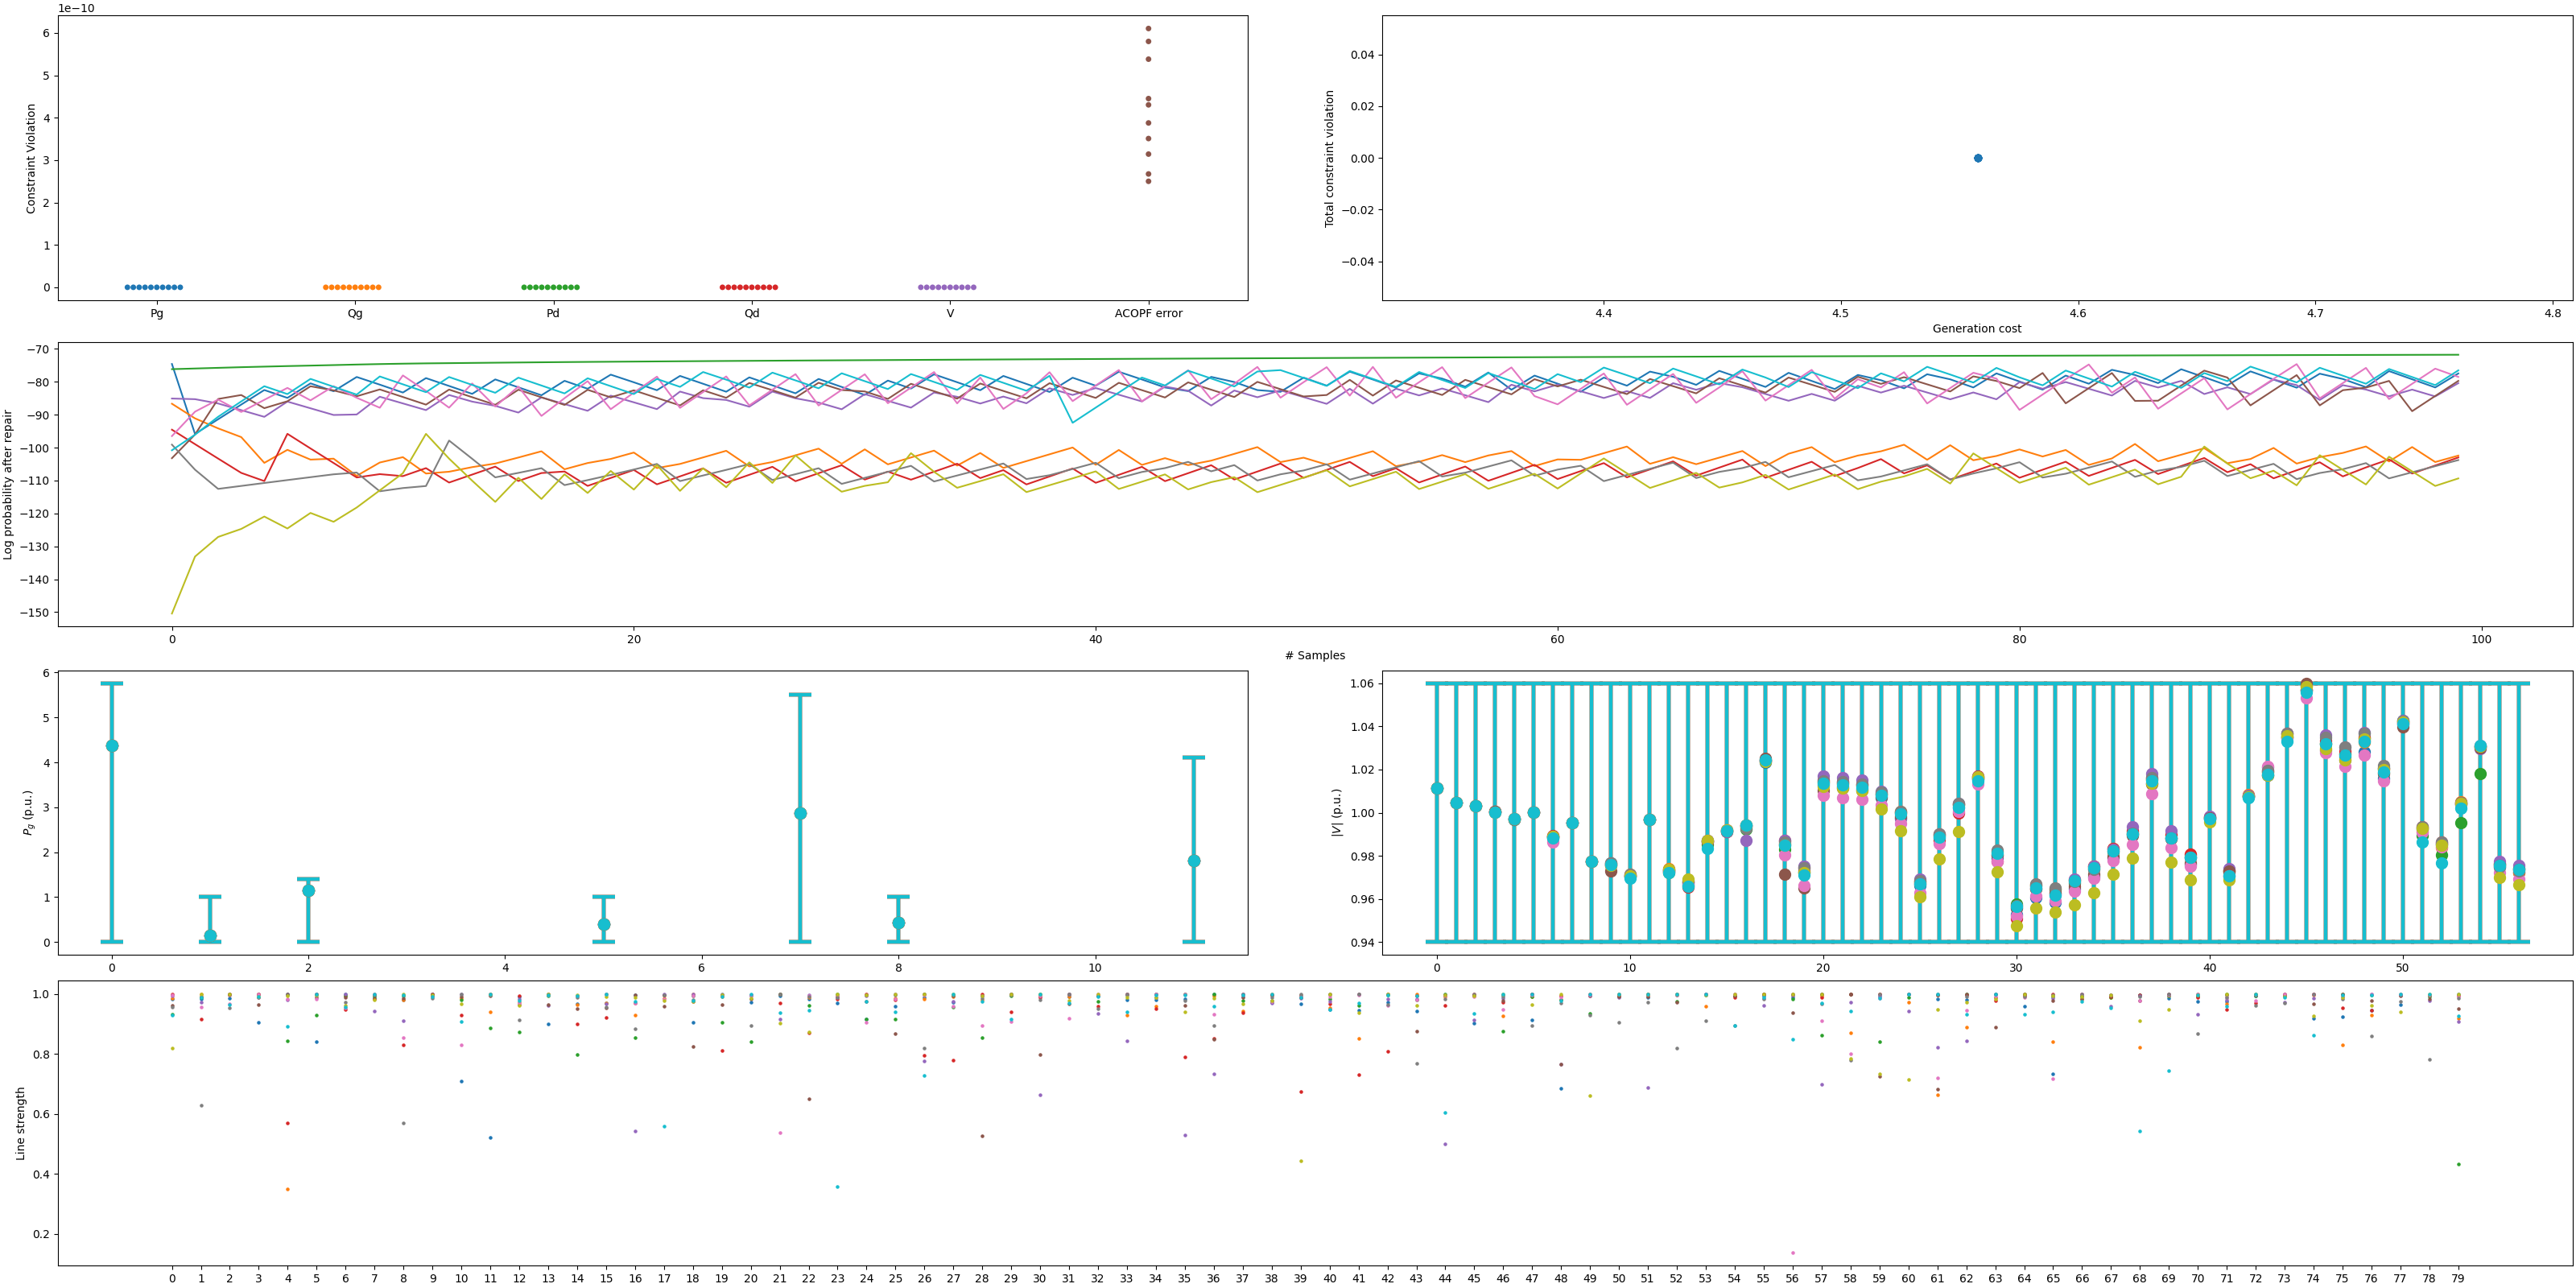 1e−10
6
5
4
3
2
1
0
Constraint Violation
Pg Qg Pd Qd V ACOPF error
0.04
0.02
0.00
−0.02
−0.04
Total constraint violation
4.4 4.5 4.6 4.7 4.8
Generation cost
−70
−80
−90
−100
−110
−120
−130
−140
−150
Log probability after repair
0 20 40 60 80 100
# Samples
6
5
4
3
2
1
0
P_g (p.u.)
0 2 4 6 8 10
1.06
1.04
1.02
1.00
0.98
0.96
0.94
|V| (p.u.)
0 10 20 30 40 50
1.0
0.8
0.6
0.4
0.2
Line strength
0 1 2 3 4 5 6 7 8 9 10 11 12 13 14 15 16 17 18 19 20 21 22 23 24 25 26 27 28 29 30 31 32 33 34 35 36 37 38 39 40 41 42 43 44 45 46 47 48 49 50 51 52 53 54 55 56 57 58 59 60 61 62 63 64 65 66 67 68 69 70 71 72 73 74 75 76 77 78 79